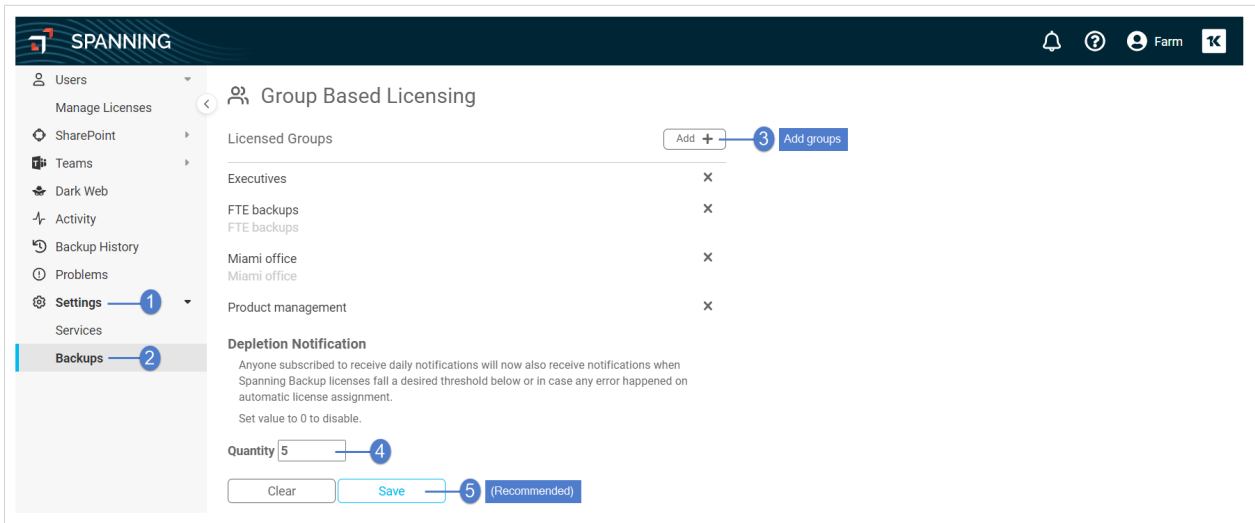 SPANNING
Farm
Users
Manage Licenses
SharePoint
Teams
Dark Web
Activity
Backup History
Problems
Settings
1
Services
Backups
2
Group Based Licensing
Licensed Groups
Add +
3
Add groups
Executives
FTE backups
FTE backups
Miami office
Miami office
Product management
Depletion Notification
Anyone subscribed to receive daily notifications will now also receive notifications when
Spanning Backup licenses fall a desired threshold below or in case any error happened on
automatic license assignment.
Set value to 0 to disable.
Quantity 5
4
Clear
Save
5
(Recommended)